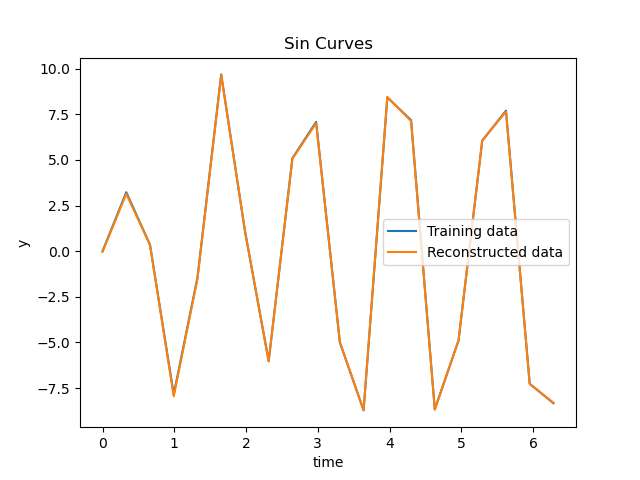 Sin Curves
10.0
7.5
5.0
2.5
0.0
−2.5
−5.0
−7.5
y
Training data
Reconstructed data
0 1 2 3 4 5 6
time